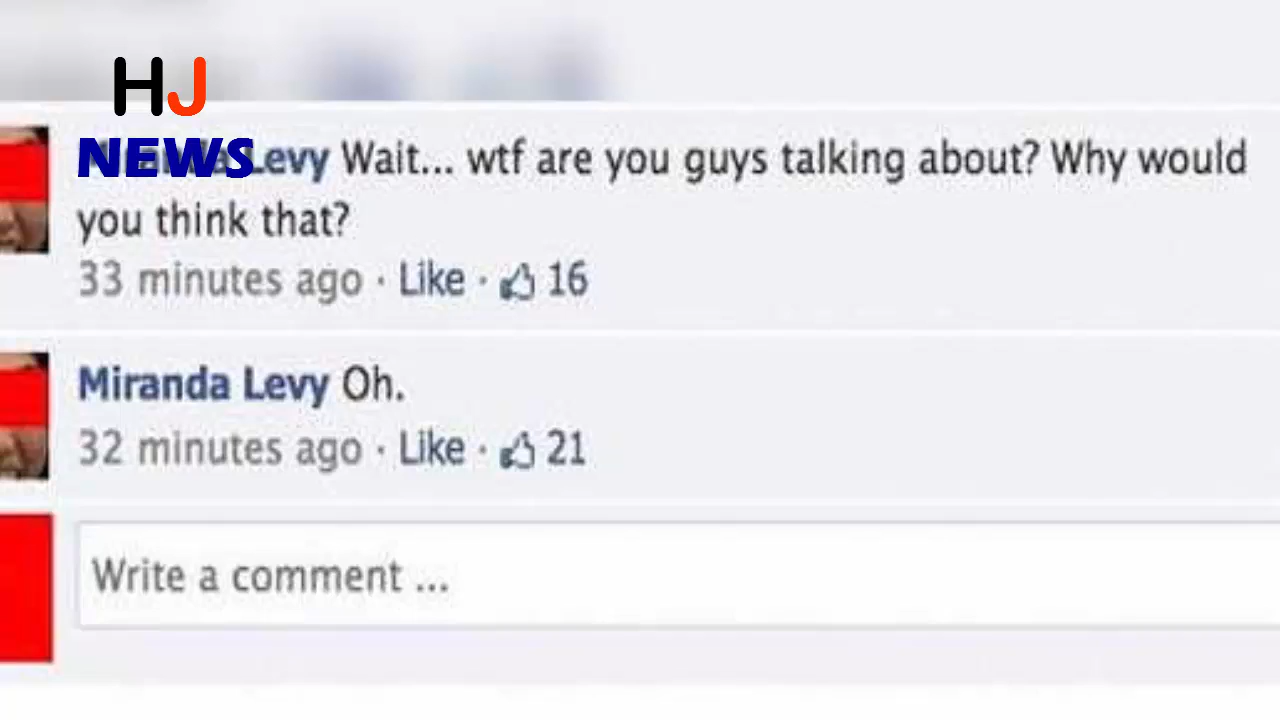 HJ
NEWS
Levy Wait... wtf are you guys talking about? Why would
you think that?
33 minutes ago · Like · 16
Miranda Levy Oh.
32 minutes ago · Like · 21
Write a comment ...